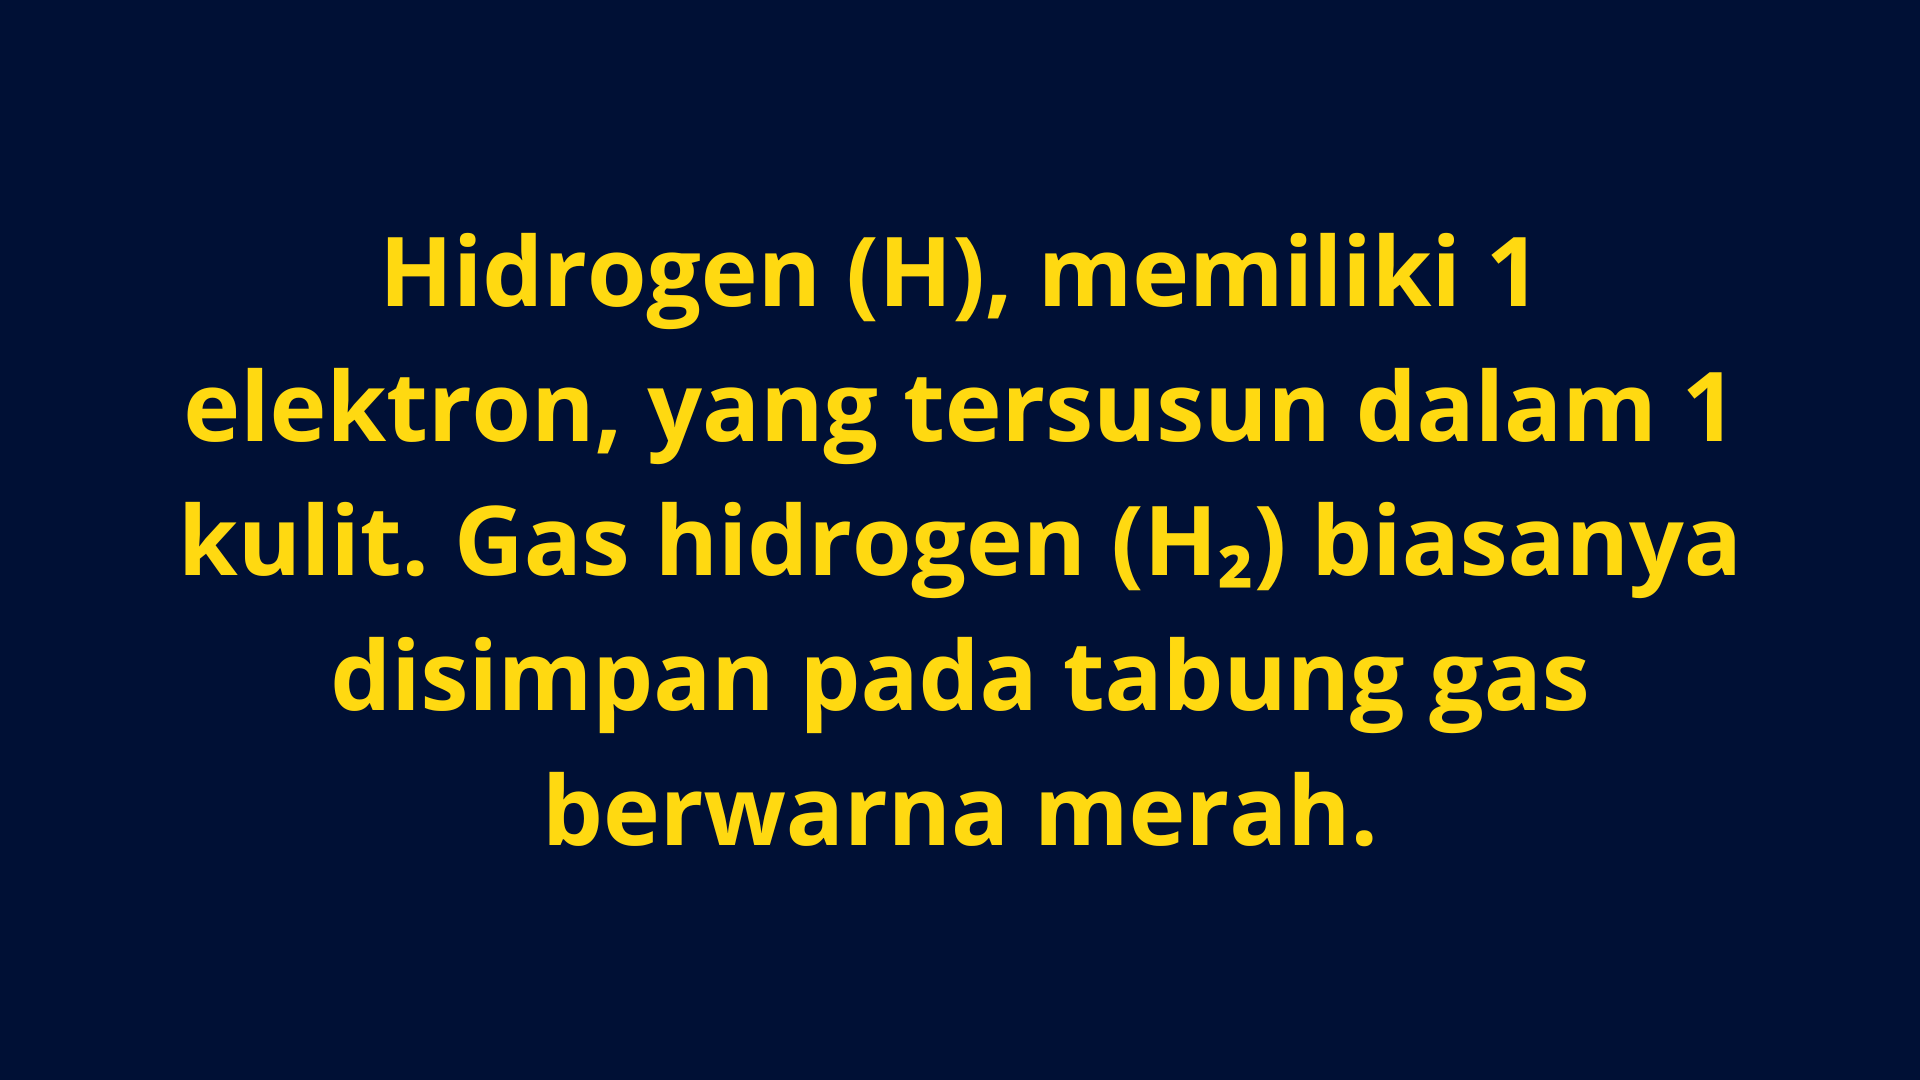 Hidrogen (H), memiliki 1
elektron, yang tersusun dalam 1
kulit. Gas hidrogen (H₂) biasanya
disimpan pada tabung gas
berwarna merah.